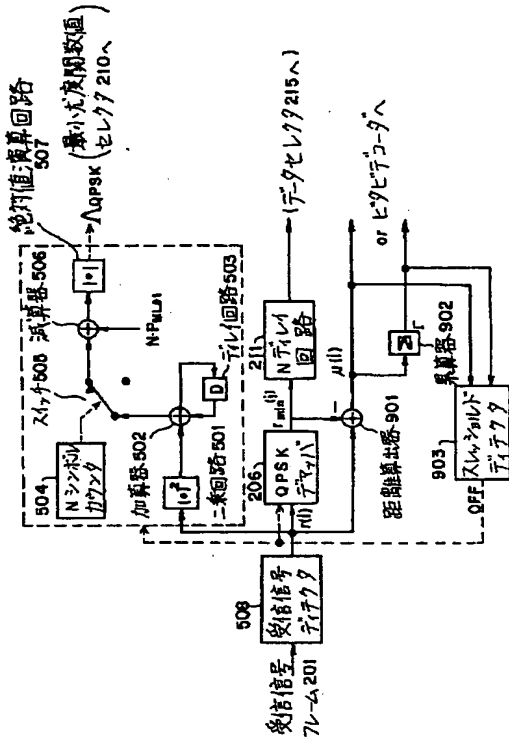 受信信号
フレーム201
508
受信信号
ディテクタ
504
Nシンボル
カウンタ
スイッチ505
減算器506
絶対値演算回路
507
|•|
ΛQPSK
(最小尤度関数値)
セレクタ210へ
N・PMLD1
加算器502
二乗回路501
|•|²
D
ディレイ回路503
206
QPSK
デマッパ
r(i)
rmin(j)
211
Nディレイ
回路
(データセレクタ215へ)
-
距離算出器901
μ(i)
Σ
Γ
累算器902
or ビタビデコーダへ
903
スレッショルド
ディテクタ
OFF